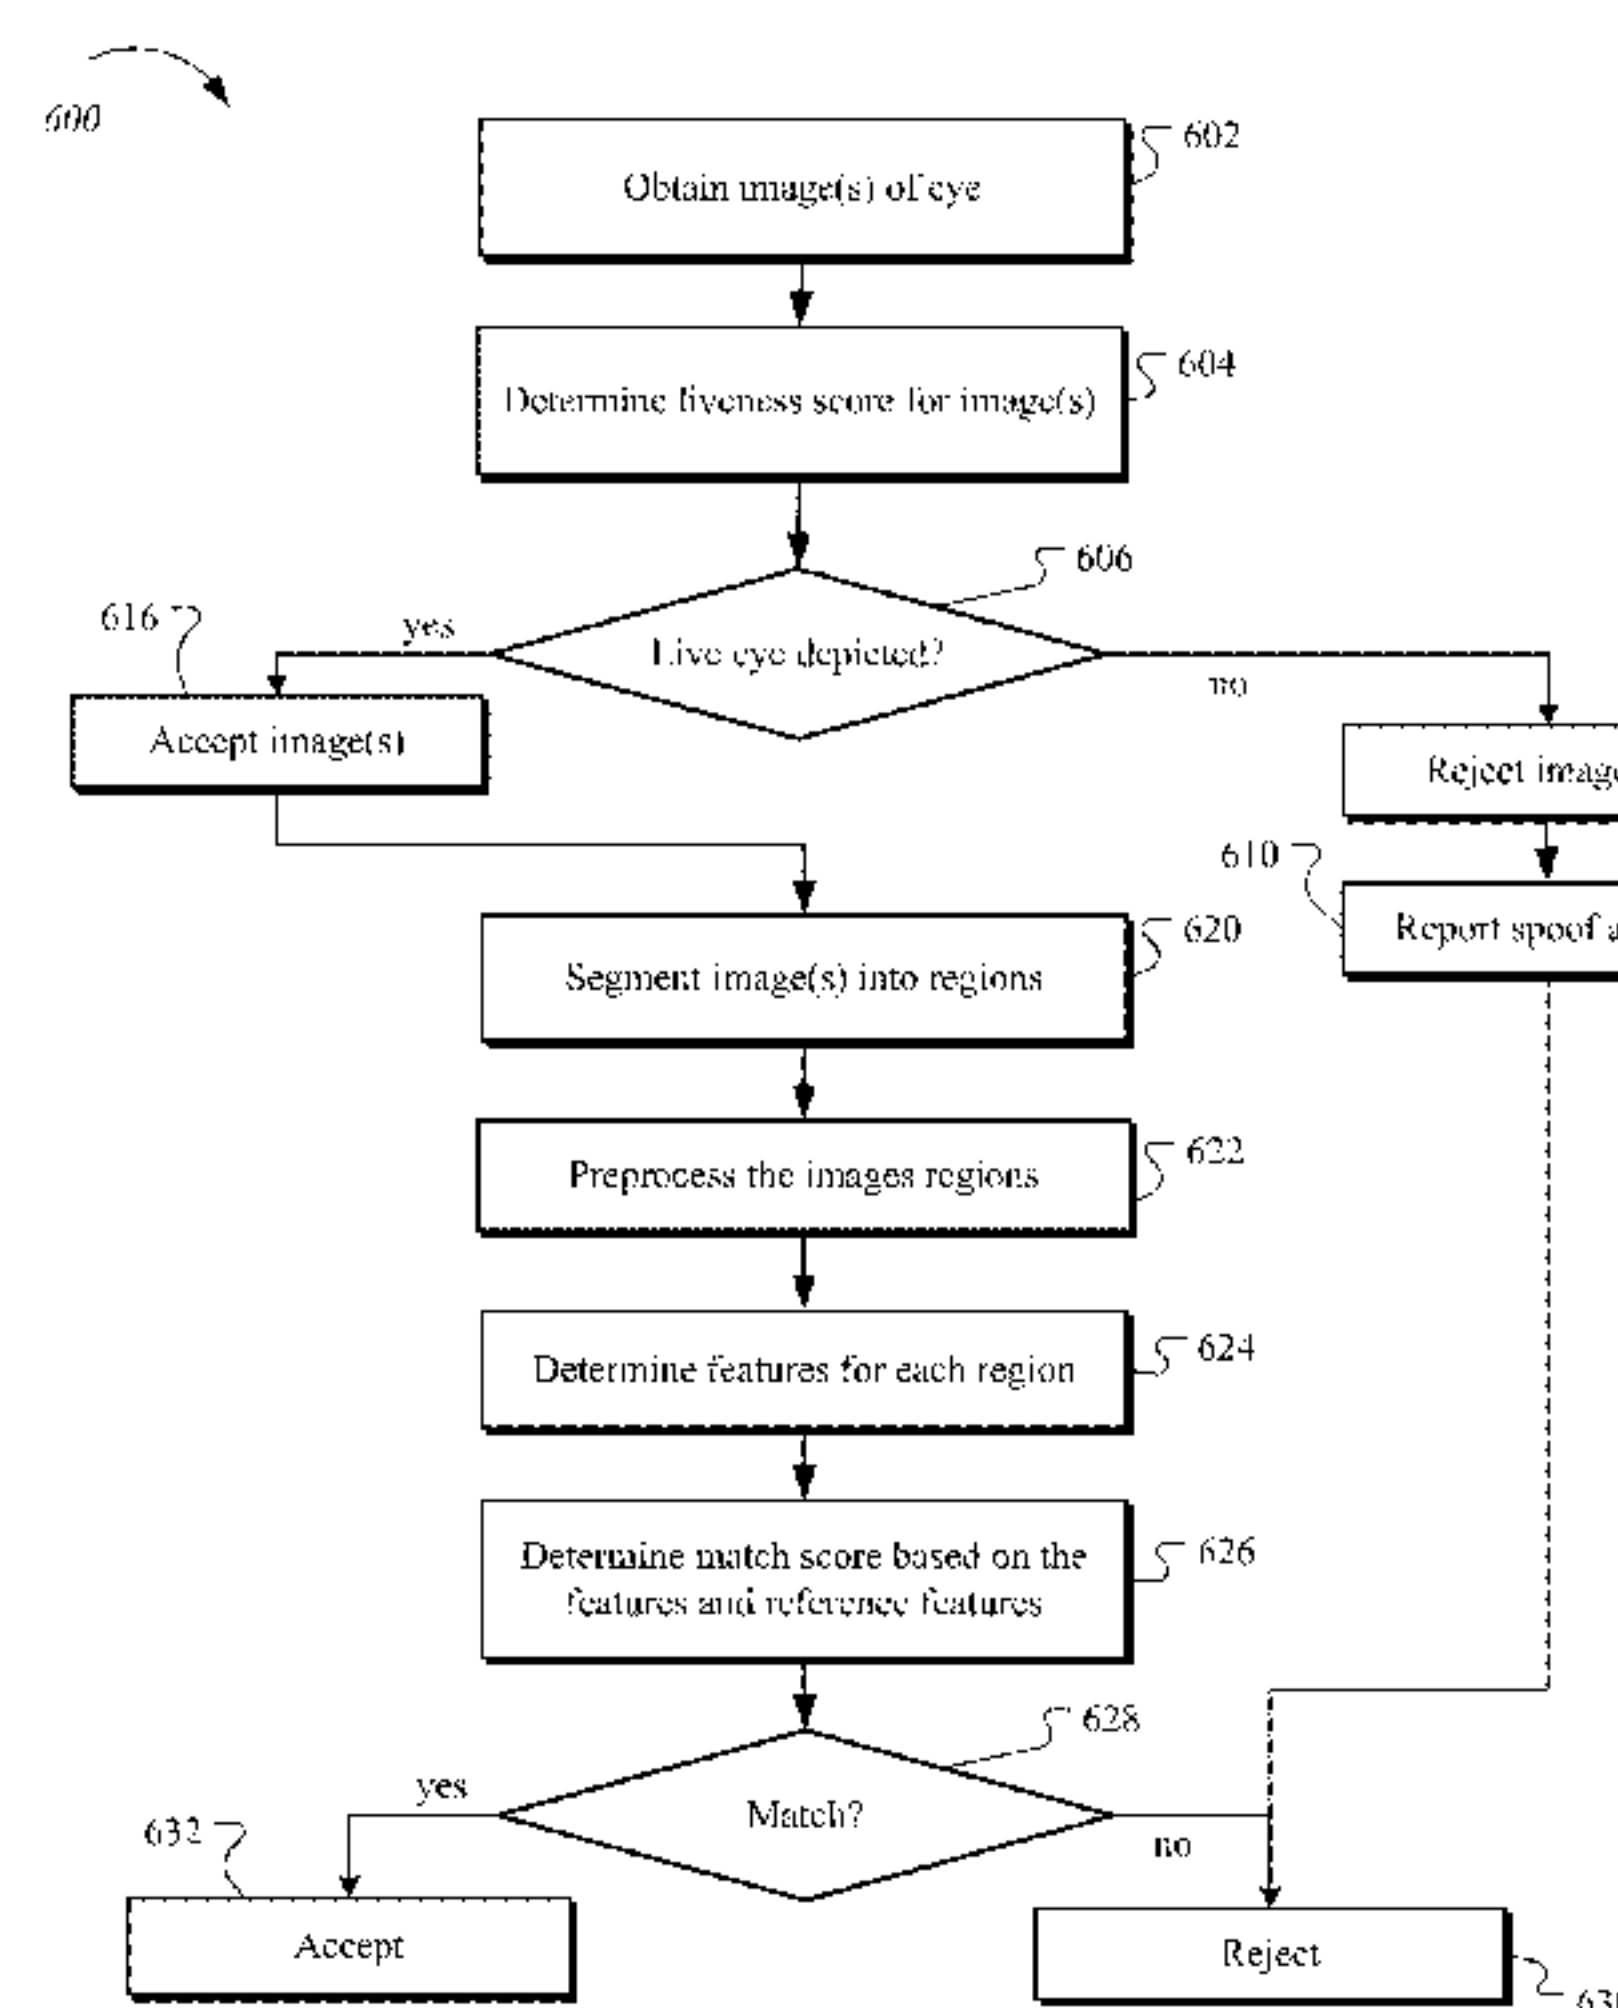 600
Obtain image(s) of eye
602
Determine liveness score for image(s)
604
606
Live eye depicted?
yes
no
616
Accept image(s)
Reject
610
Report spoof
Segment image(s) into regions
620
Preprocess the images regions
622
Determine features for each region
624
Determine match score based on the
features and reference features
626
628
Match?
yes
no
632
Accept
Reject